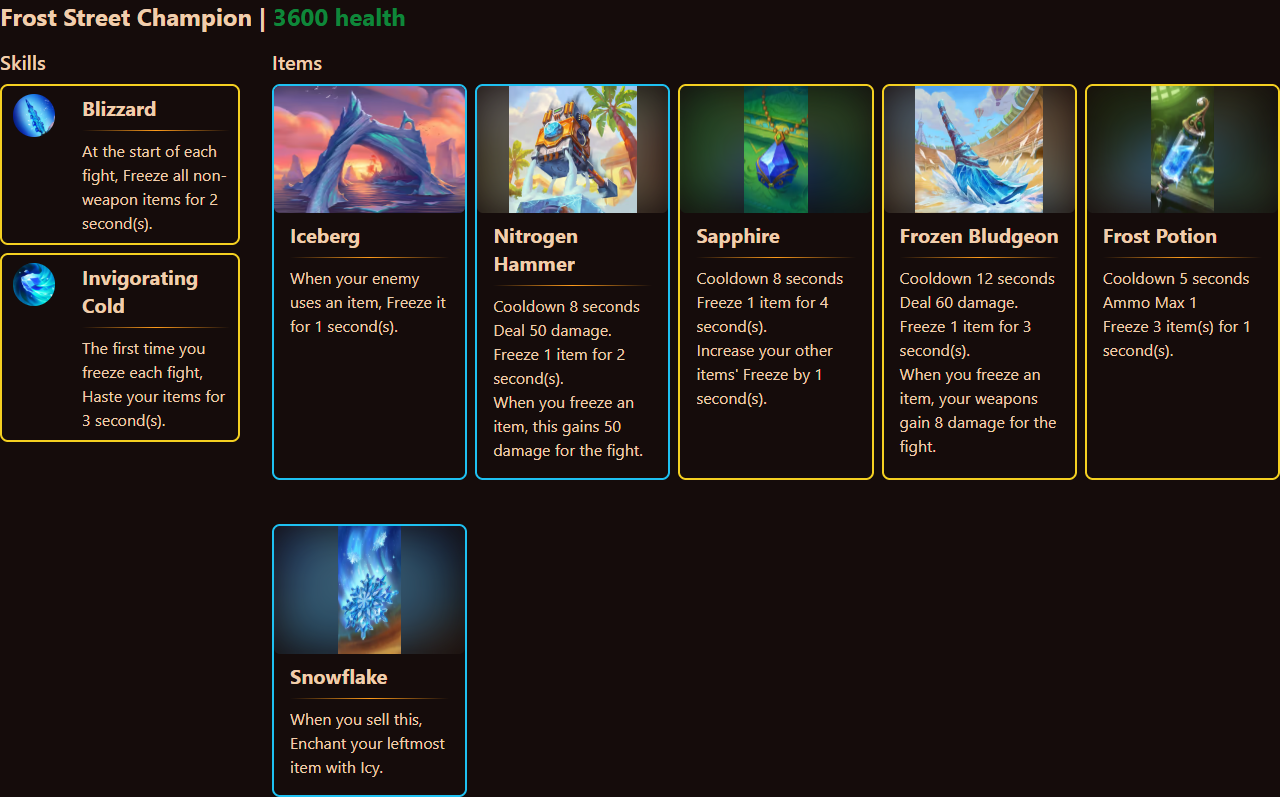 Frost Street Champion | 3600 health
Skills
Blizzard
At the start of each
fight, Freeze all non-
weapon items for 2
second(s).
Invigorating
Cold
The first time you
freeze each fight,
Haste your items for
3 second(s).
Items
Iceberg
When your enemy
uses an item, Freeze it
for 1 second(s).
Nitrogen
Hammer
Cooldown 8 seconds
Deal 50 damage.
Freeze 1 item for 2
second(s).
When you freeze an
item, this gains 50
damage for the fight.
Sapphire
Cooldown 8 seconds
Freeze 1 item for 4
second(s).
Increase your other
items' Freeze by 1
second(s).
Frozen Bludgeon
Cooldown 12 seconds
Deal 60 damage.
Freeze 1 item for 3
second(s).
When you freeze an
item, your weapons
gain 8 damage for the
fight.
Frost Potion
Cooldown 5 seconds
Ammo Max 1
Freeze 3 item(s) for 1
second(s).
Snowflake
When you sell this,
Enchant your leftmost
item with Icy.